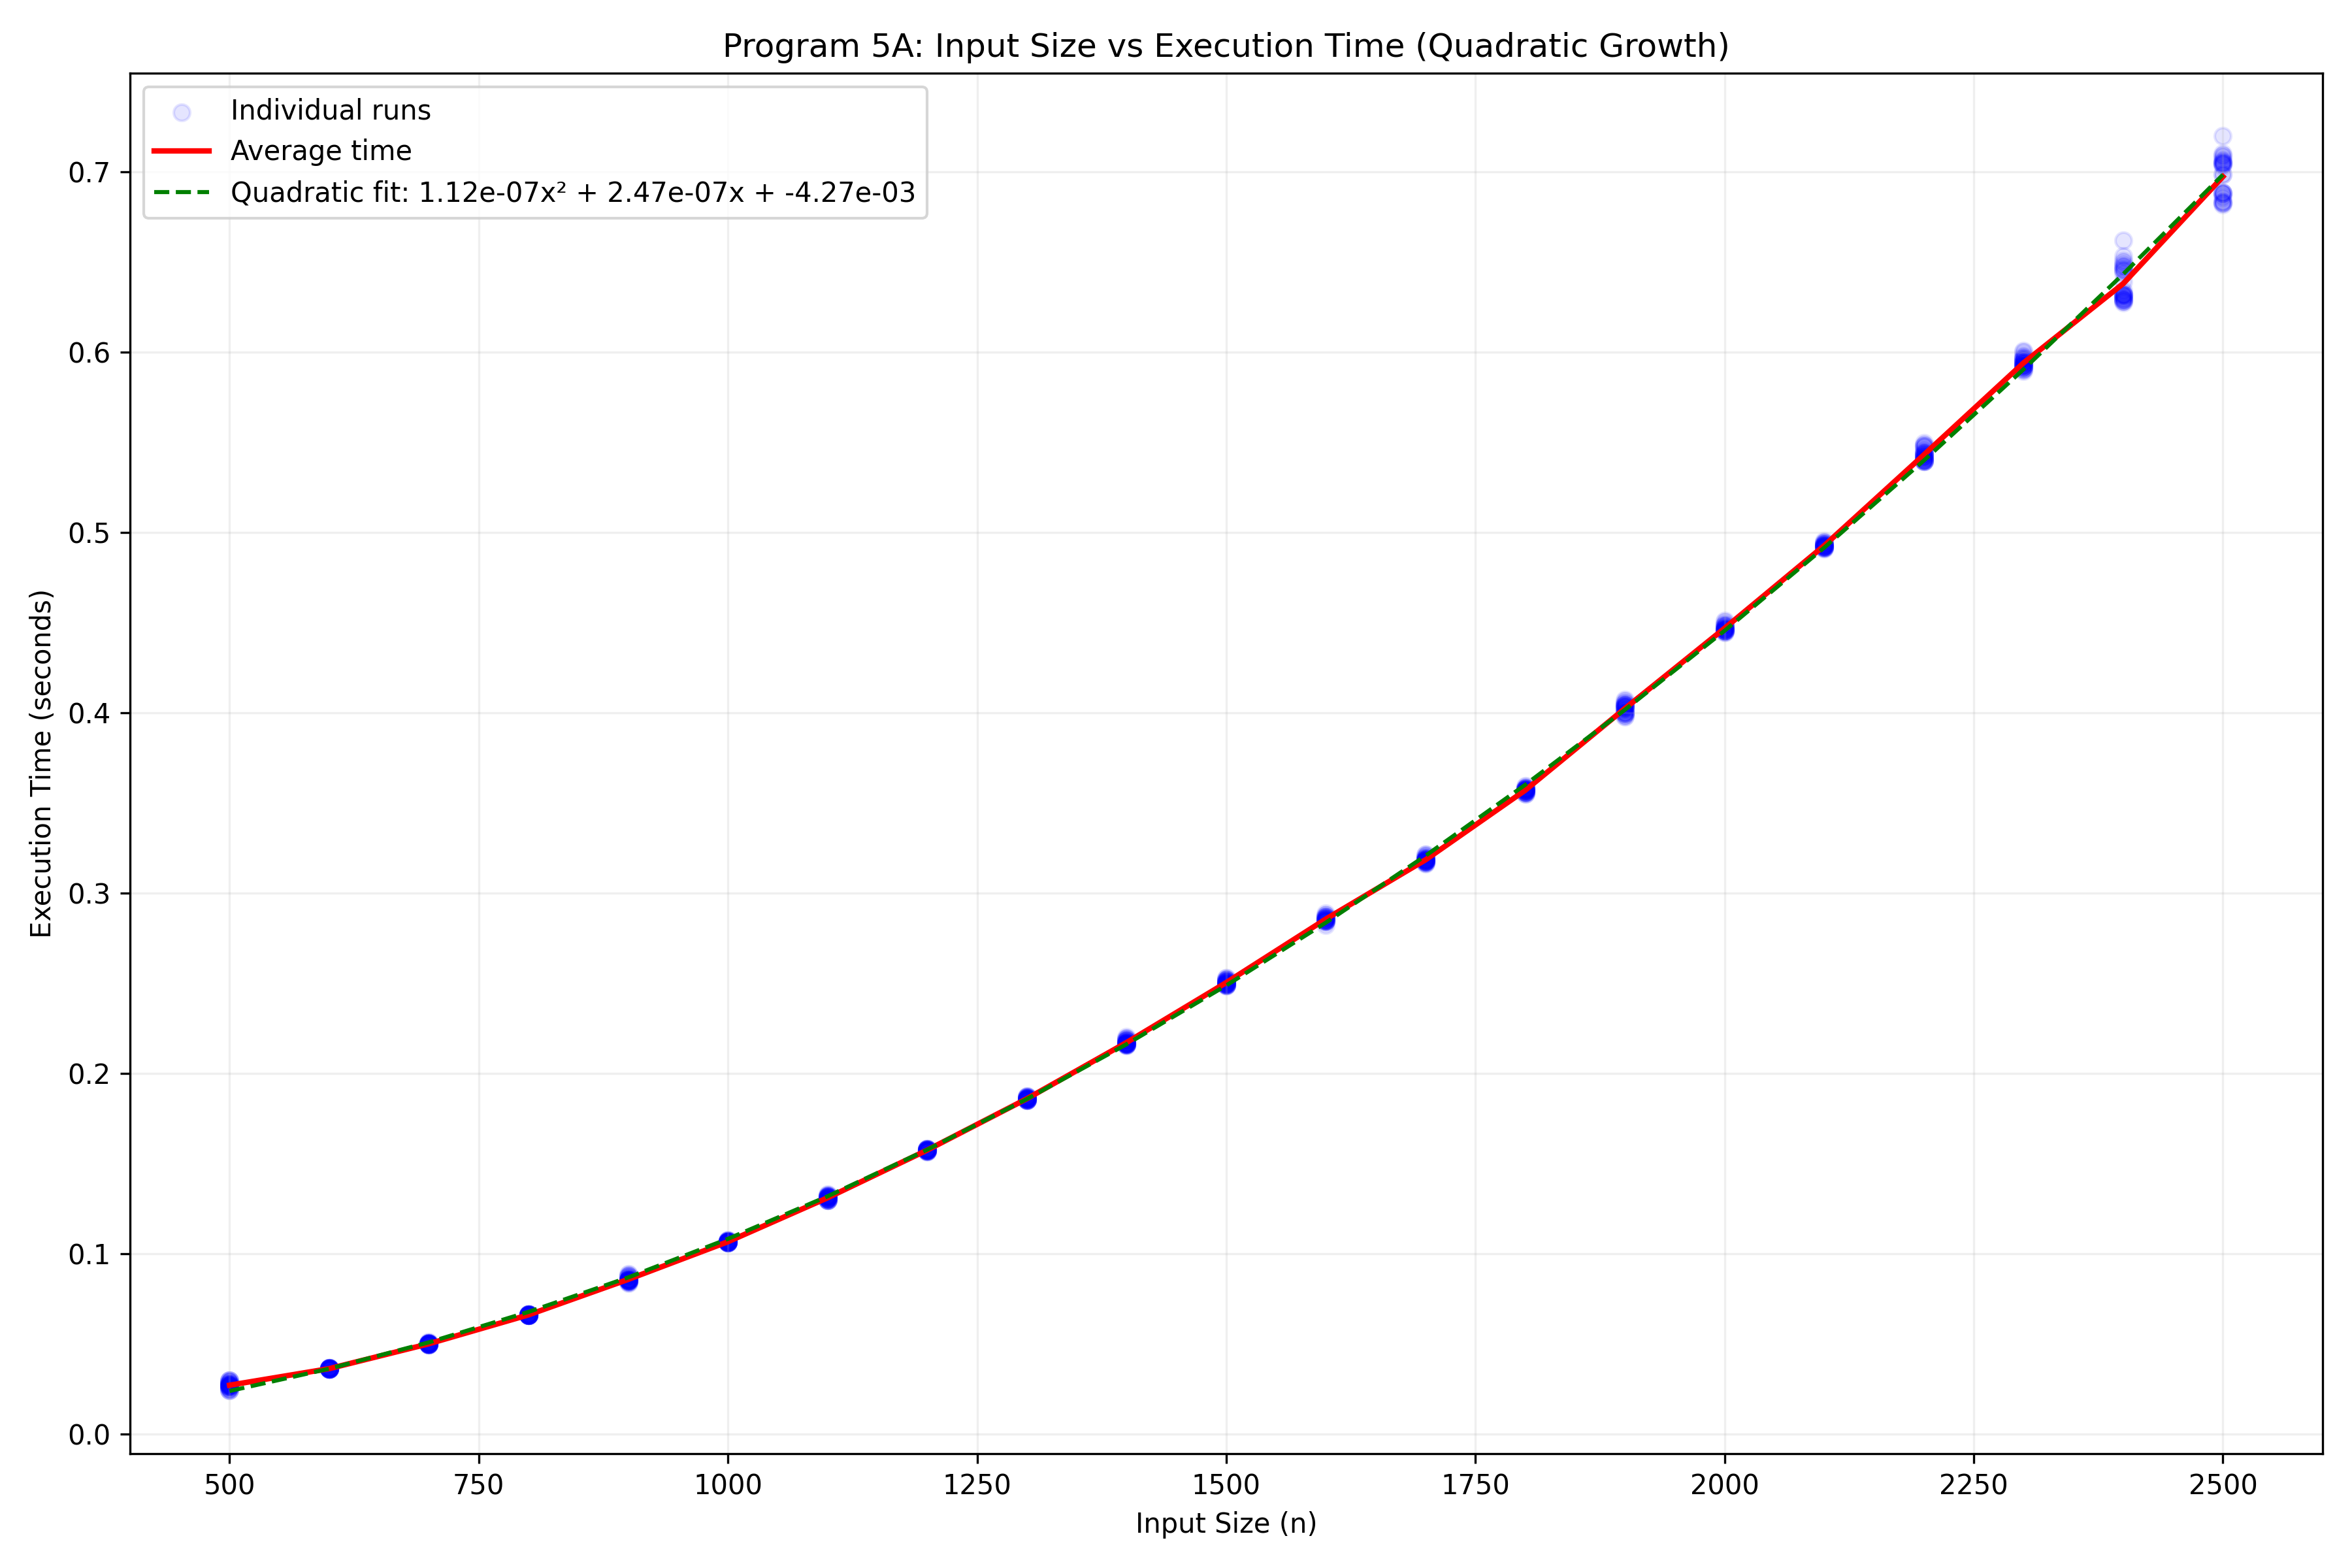 Program 5A: Input Size vs Execution Time (Quadratic Growth)
Individual runs
Average time
Quadratic fit: 1.12e-07x² + 2.47e-07x + -4.27e-03
Execution Time (seconds)
0.7
0.6
0.5
0.4
0.3
0.2
0.1
0.0
500 750 1000 1250 1500 1750 2000 2250 2500
Input Size (n)